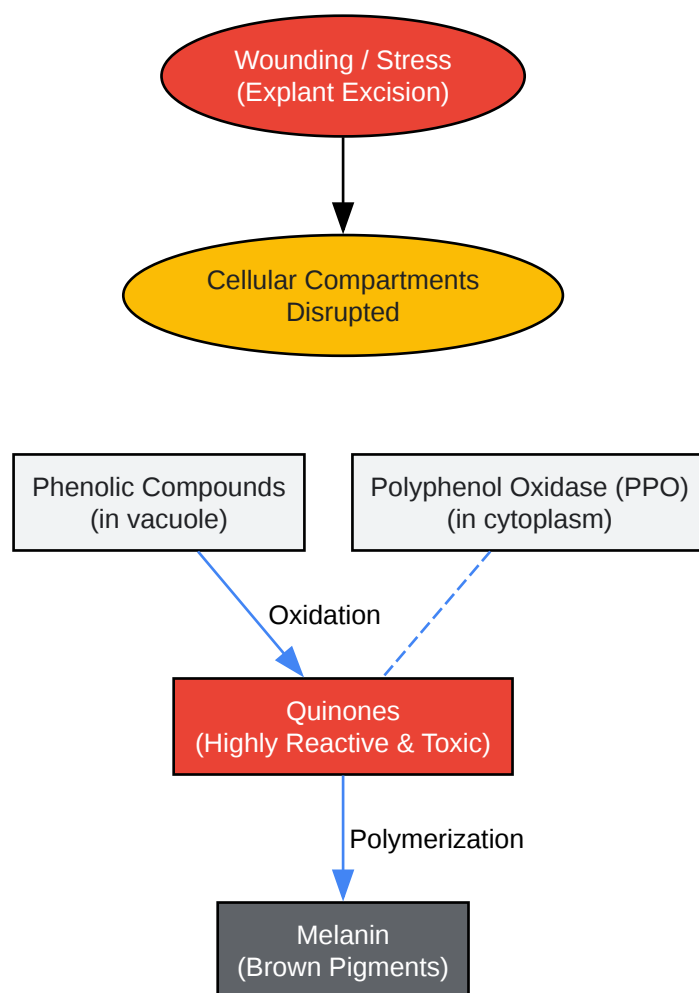 Wounding / Stress
(Explant Excision)
Cellular Compartments
Disrupted
Phenolic Compounds
(in vacuole)
Polyphenol Oxidase (PPO)
(in cytoplasm)
Oxidation
Quinones
(Highly Reactive & Toxic)
Polymerization
Melanin
(Brown Pigments)